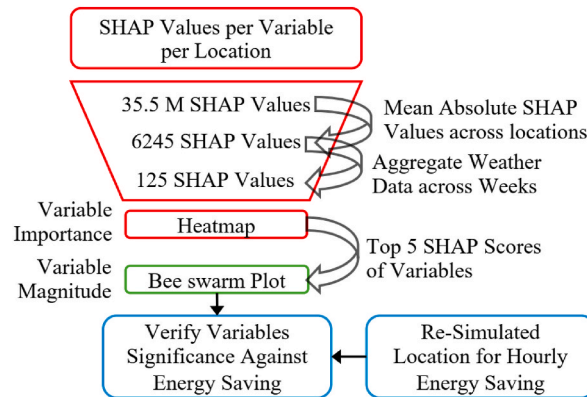 SHAP Values per Variable
per Location
35.5 M SHAP Values
6245 SHAP Values
125 SHAP Values
Mean Absolute SHAP
Values across locations
Aggregate Weather
Data across Weeks
Variable
Importance
Heatmap
Top 5 SHAP Scores
of Variables
Variable
Magnitude
Bee swarm Plot
Verify Variables
Significance Against
Energy Saving
Re-Simulated
Location for Hourly
Energy Saving